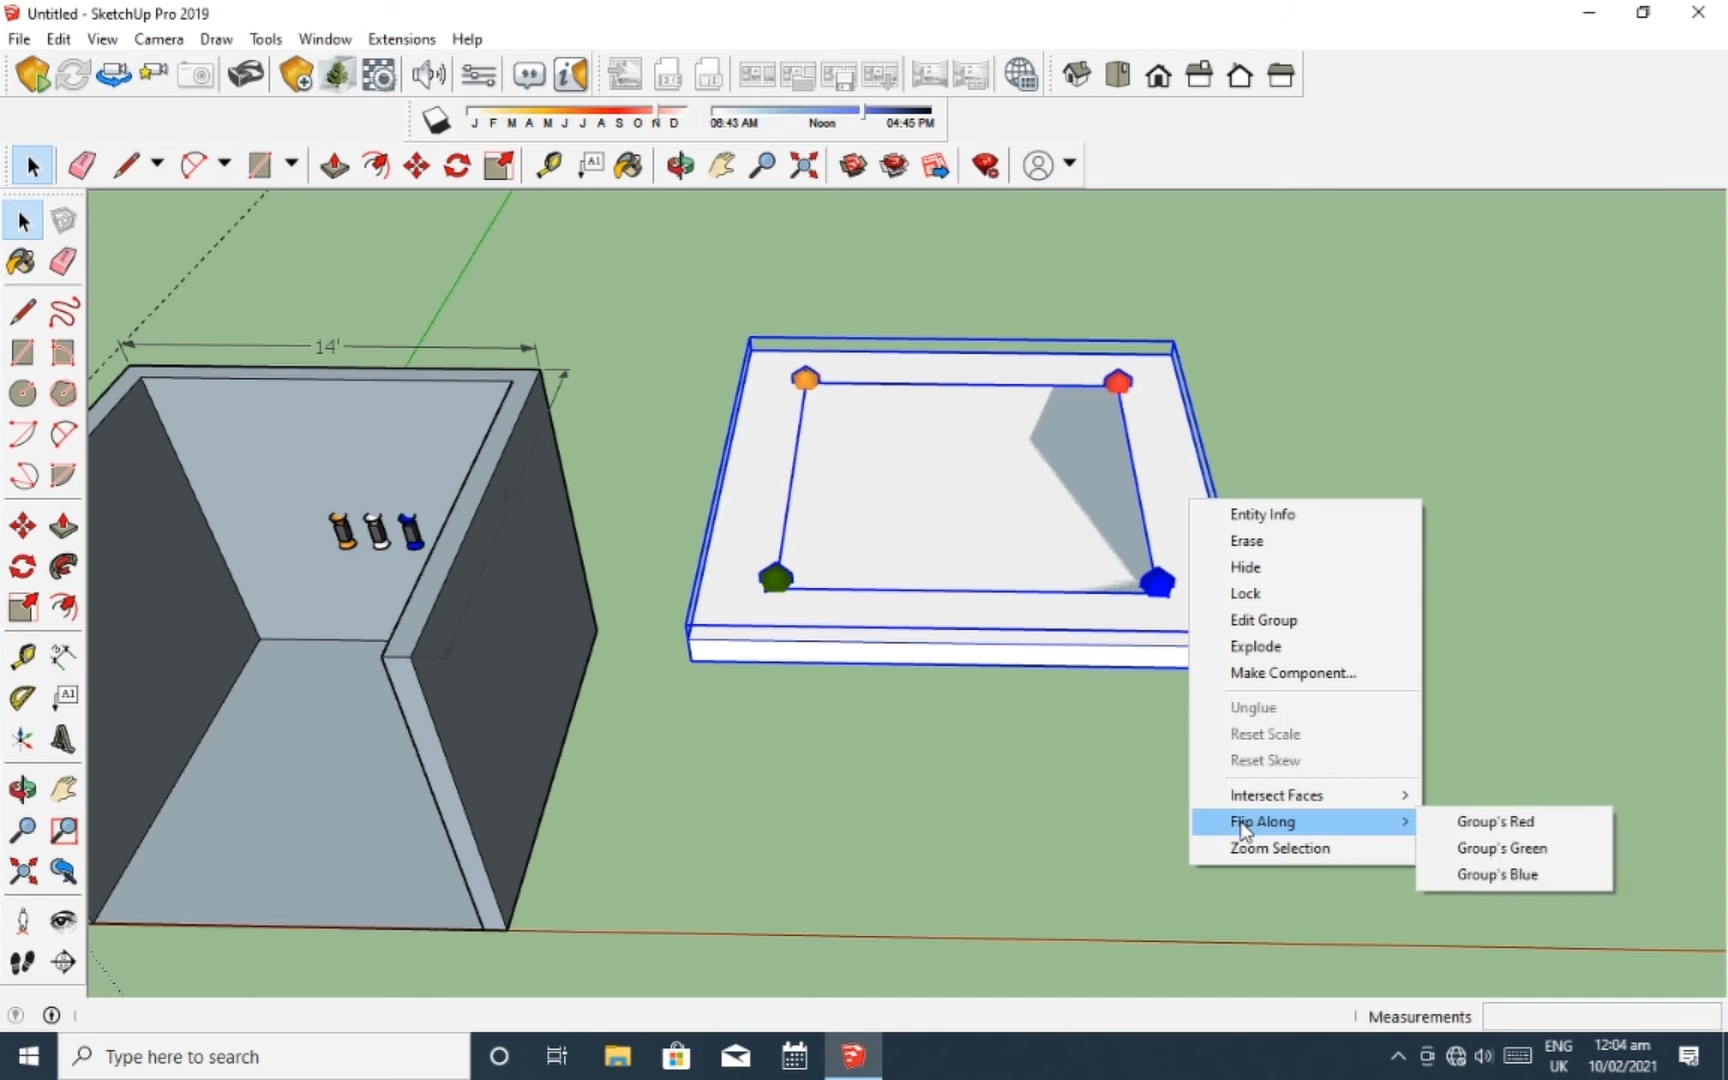 Untitled - SketchUp Pro 2019
File Edit View Camera Draw Tools Window Extensions Help
J F M A M J J A S O N D 06:43 AM Noon 04:45 PM
A1
14'
14'
A1
Entity Info
Erase
Hide
Lock
Edit Group
Explode
Make Component...
Unglue
Reset Scale
Reset Skew
Intersect Faces
Flip Along
Zoom Selection
Group's Red
Group's Green
Group's Blue
Measurements
Type here to search
ENG
UK
12:04 am
10/02/2021